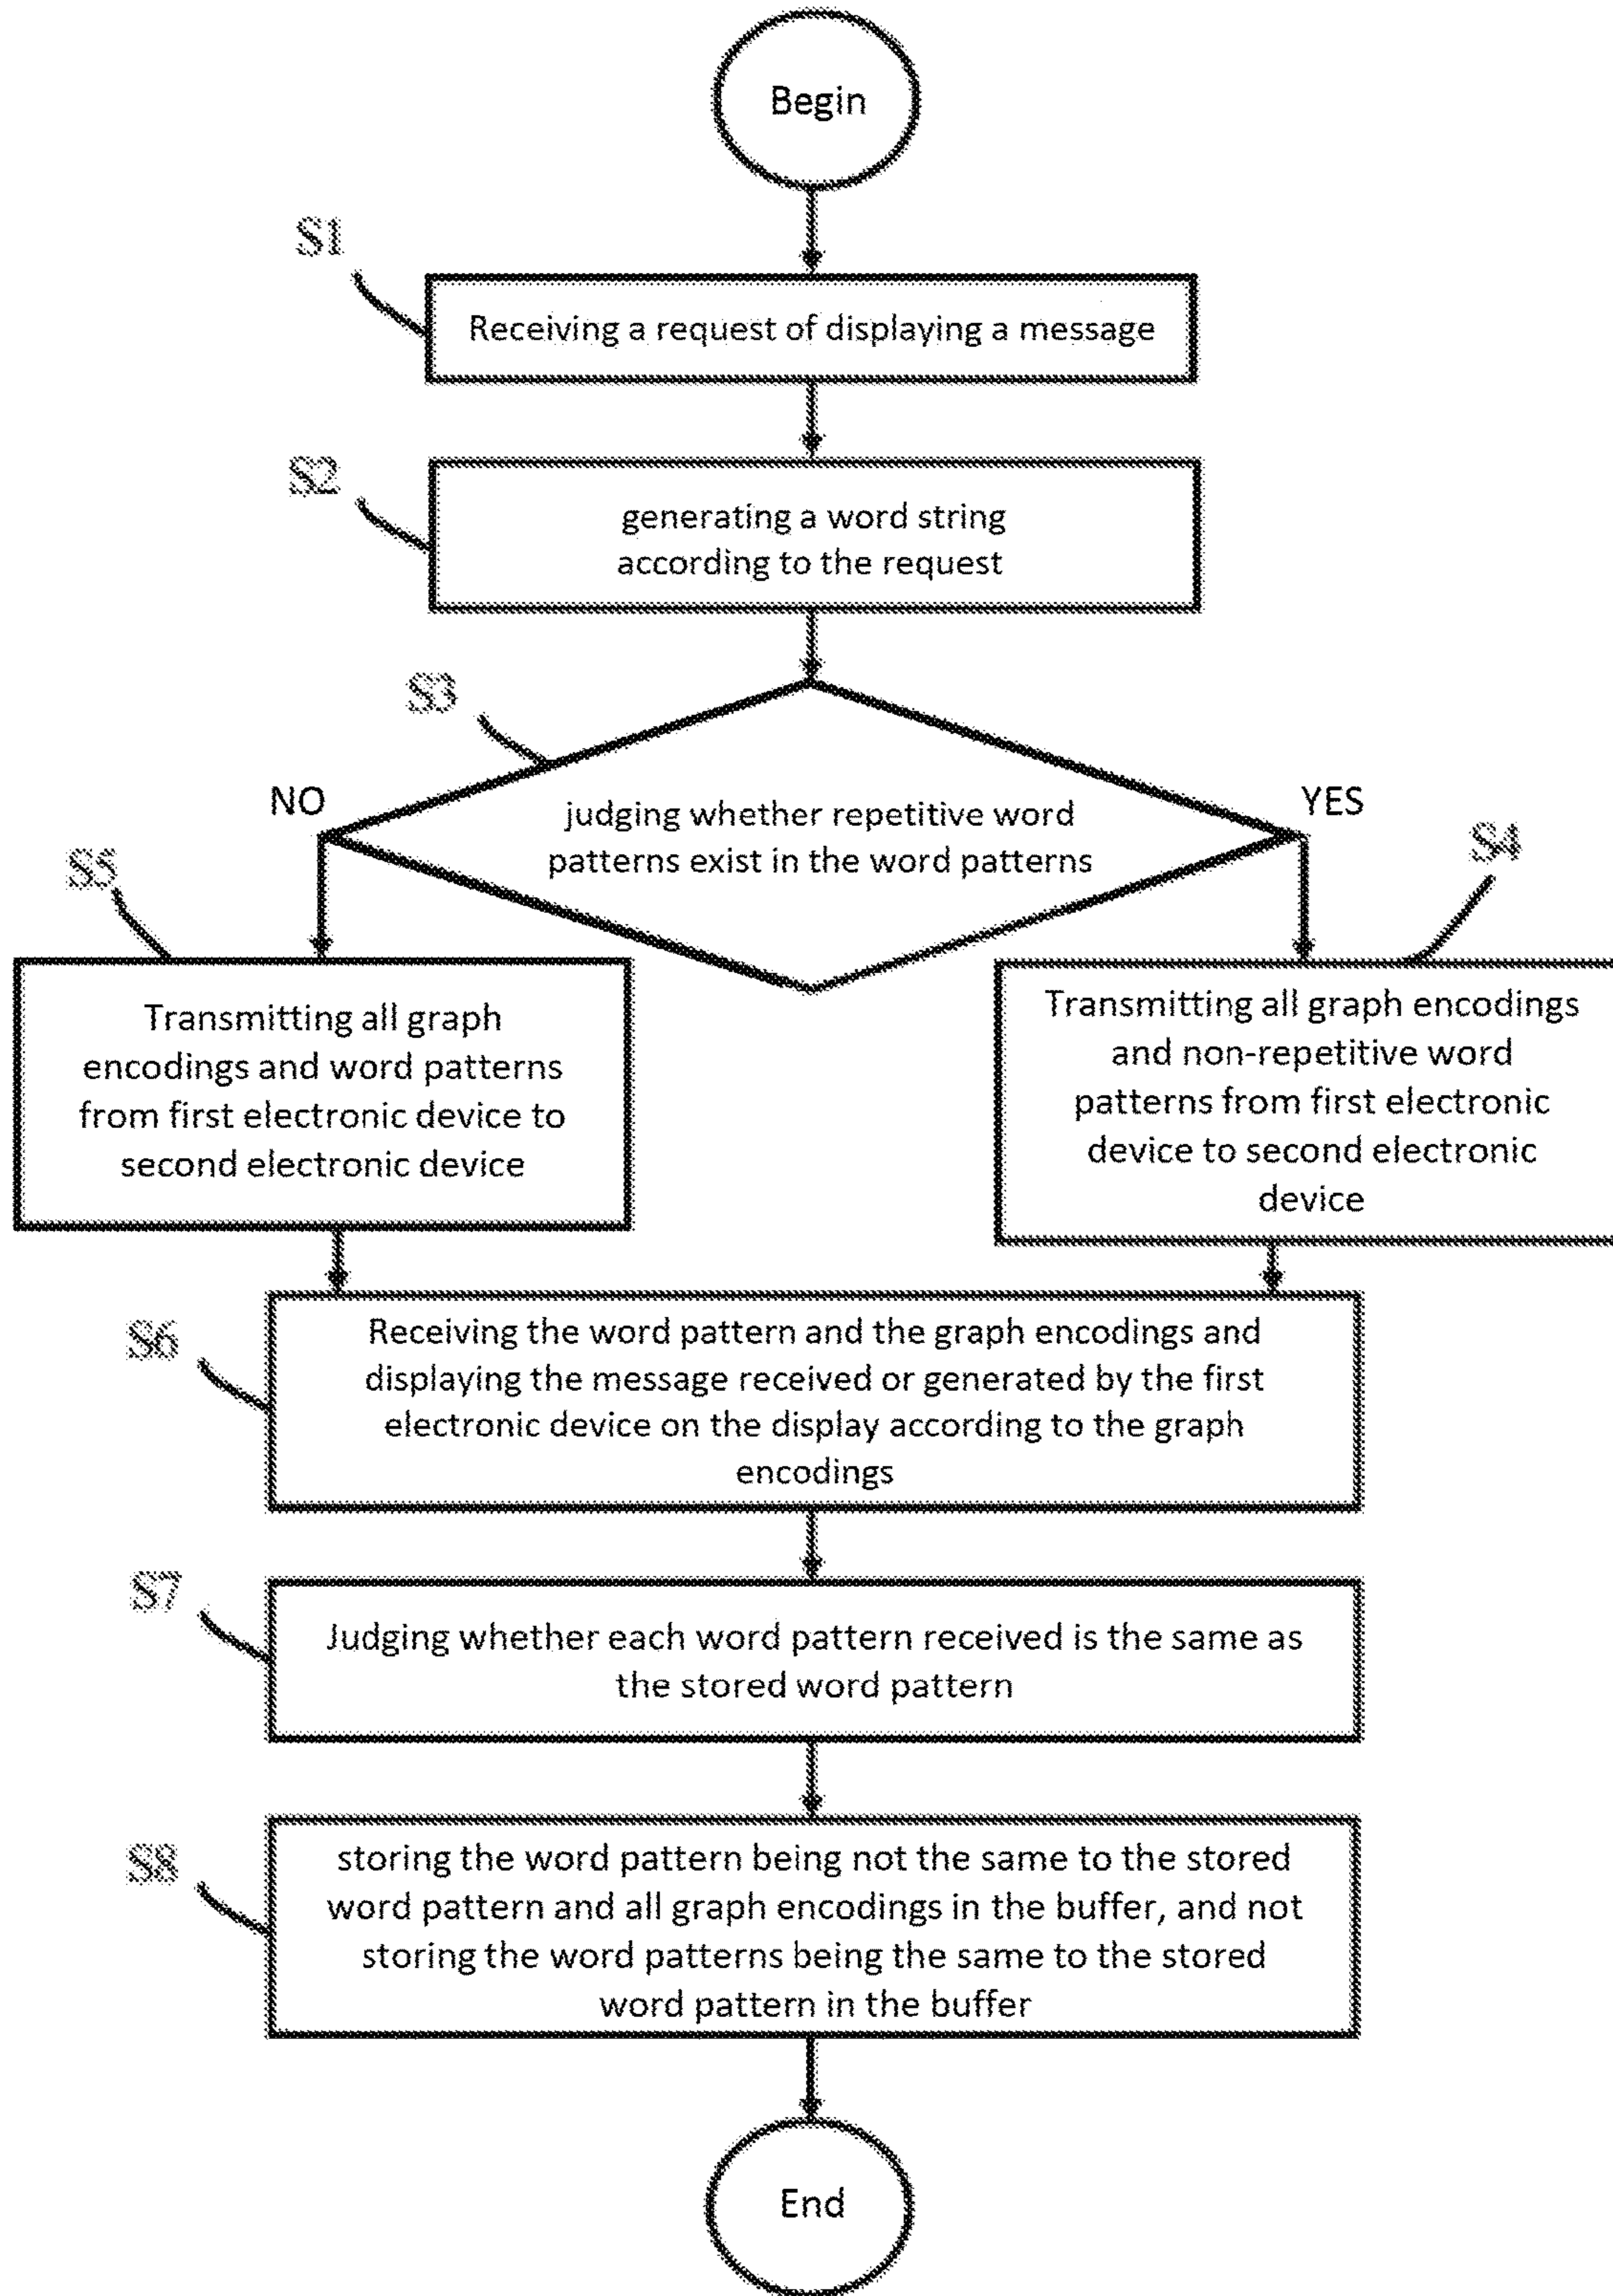 Begin
S1
Receiving a request of displaying a message
S2
generating a word string
according to the request
S3
judging whether repetitive word
patterns exist in the word patterns
NO
YES
S5
S4
Transmitting all graph
encodings and word patterns
from first electronic device to
second electronic device
Transmitting all graph encodings
and non-repetitive word
patterns from first electronic
device to second electronic
device
S6
Receiving the word pattern and the graph encodings and
displaying the message received or generated by the first
electronic device on the display according to the graph
encodings
S7
Judging whether each word pattern received is the same as
the stored word pattern
S8
storing the word pattern being not the same to the stored
word pattern and all graph encodings in the buffer, and not
storing the word patterns being the same to the stored
word pattern in the buffer
End